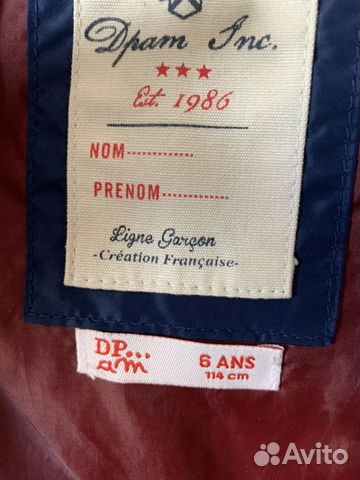 Dpam Inc.
★★★
Est. 1986
NOM............
PRENOM............
Ligne Garçon
-Création Française-
DP...
am
6 ANS
114 cm
Avito